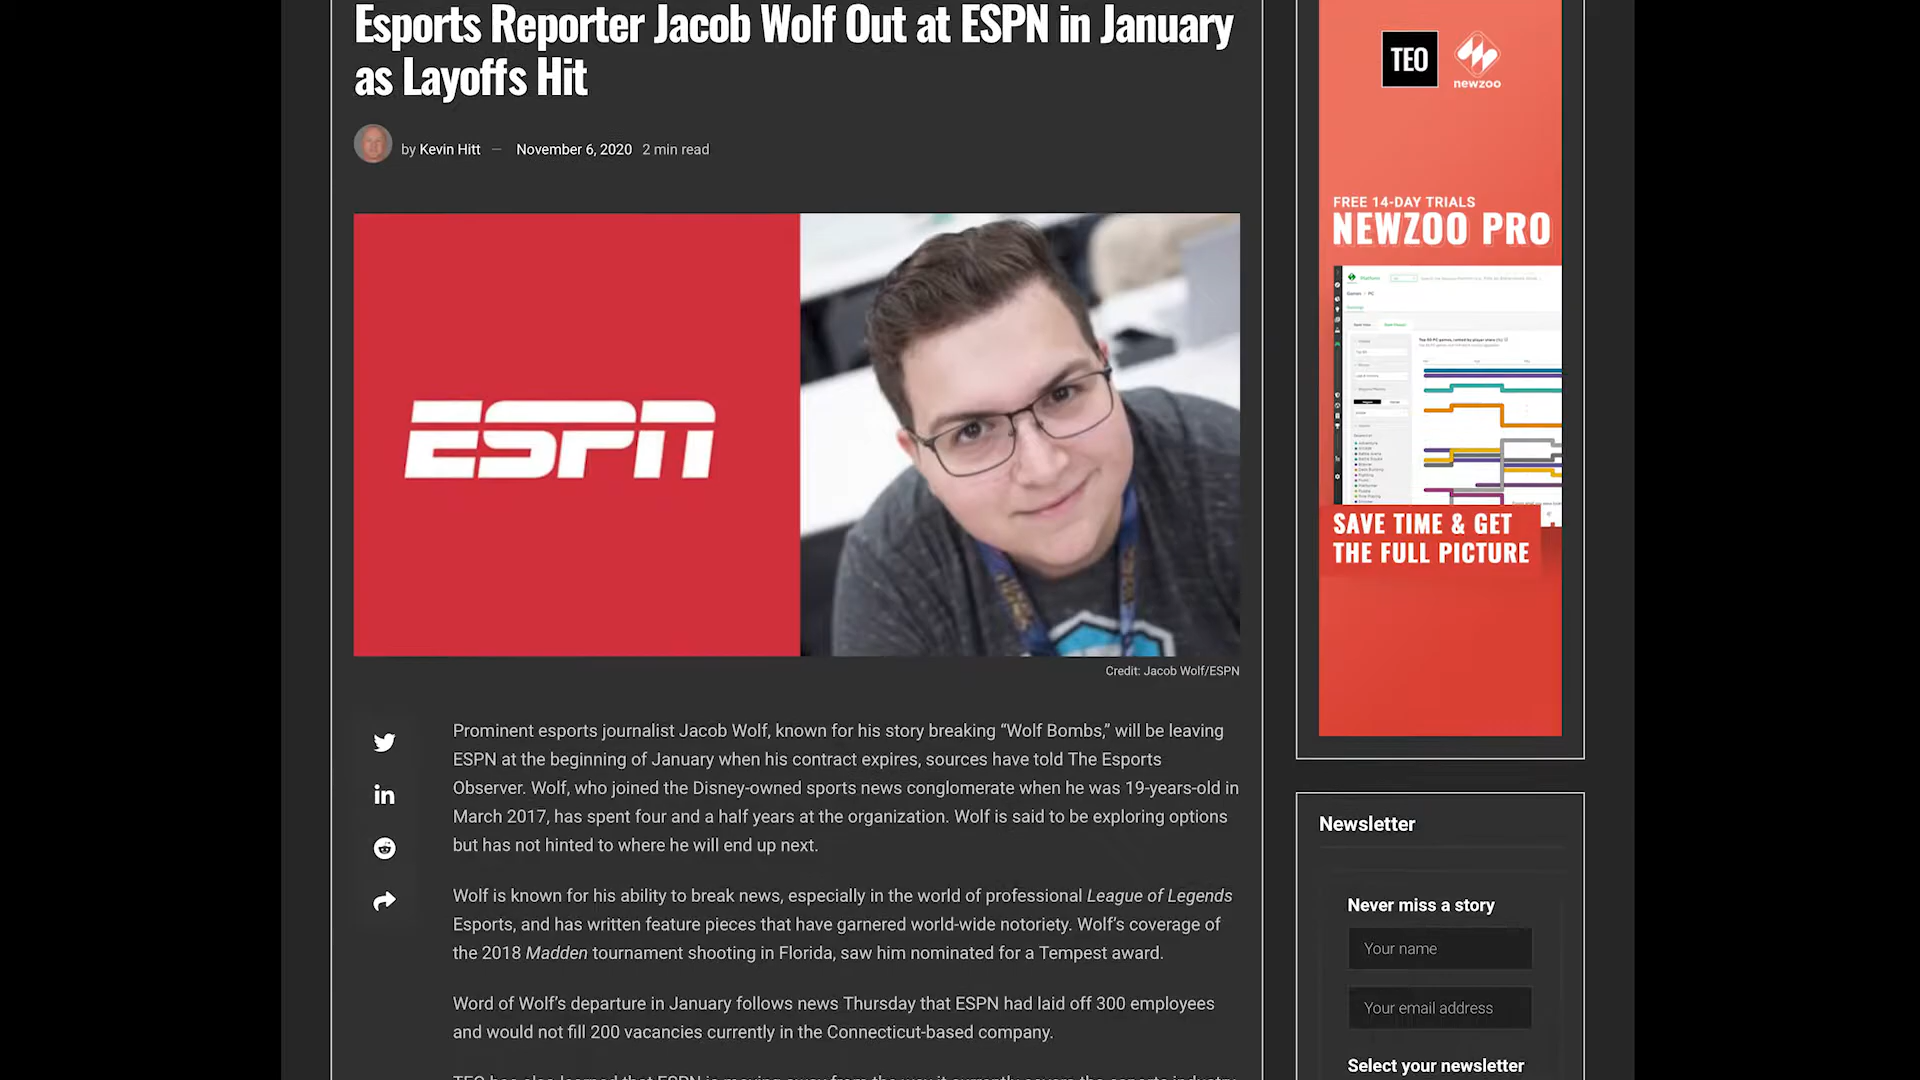 Esports Reporter Jacob Wolf Out at ESPN in January
as Layoffs Hit
by Kevin Hitt — November 6, 2020 2 min read
ESPN
Credit: Jacob Wolf/ESPN
Prominent esports journalist Jacob Wolf, known for his story breaking “Wolf Bombs,” will be leaving
ESPN at the beginning of January when his contract expires, sources have told The Esports
Observer. Wolf, who joined the Disney-owned sports news conglomerate when he was 19-years-old in
March 2017, has spent four and a half years at the organization. Wolf is said to be exploring options
but has not hinted to where he will end up next.
Wolf is known for his ability to break news, especially in the world of professional League of Legends
Esports, and has written feature pieces that have garnered world-wide notoriety. Wolf’s coverage of
the 2018 Madden tournament shooting in Florida, saw him nominated for a Tempest award.
Word of Wolf’s departure in January follows news Thursday that ESPN had laid off 300 employees
and would not fill 200 vacancies currently in the Connecticut-based company.
TEO newzoo
FREE 14-DAY TRIALS
NEWZOO PRO
Platform
Games > PC
SAVE TIME & GET
THE FULL PICTURE
Newsletter
Never miss a story
Your name
Your email address
Select your newsletter